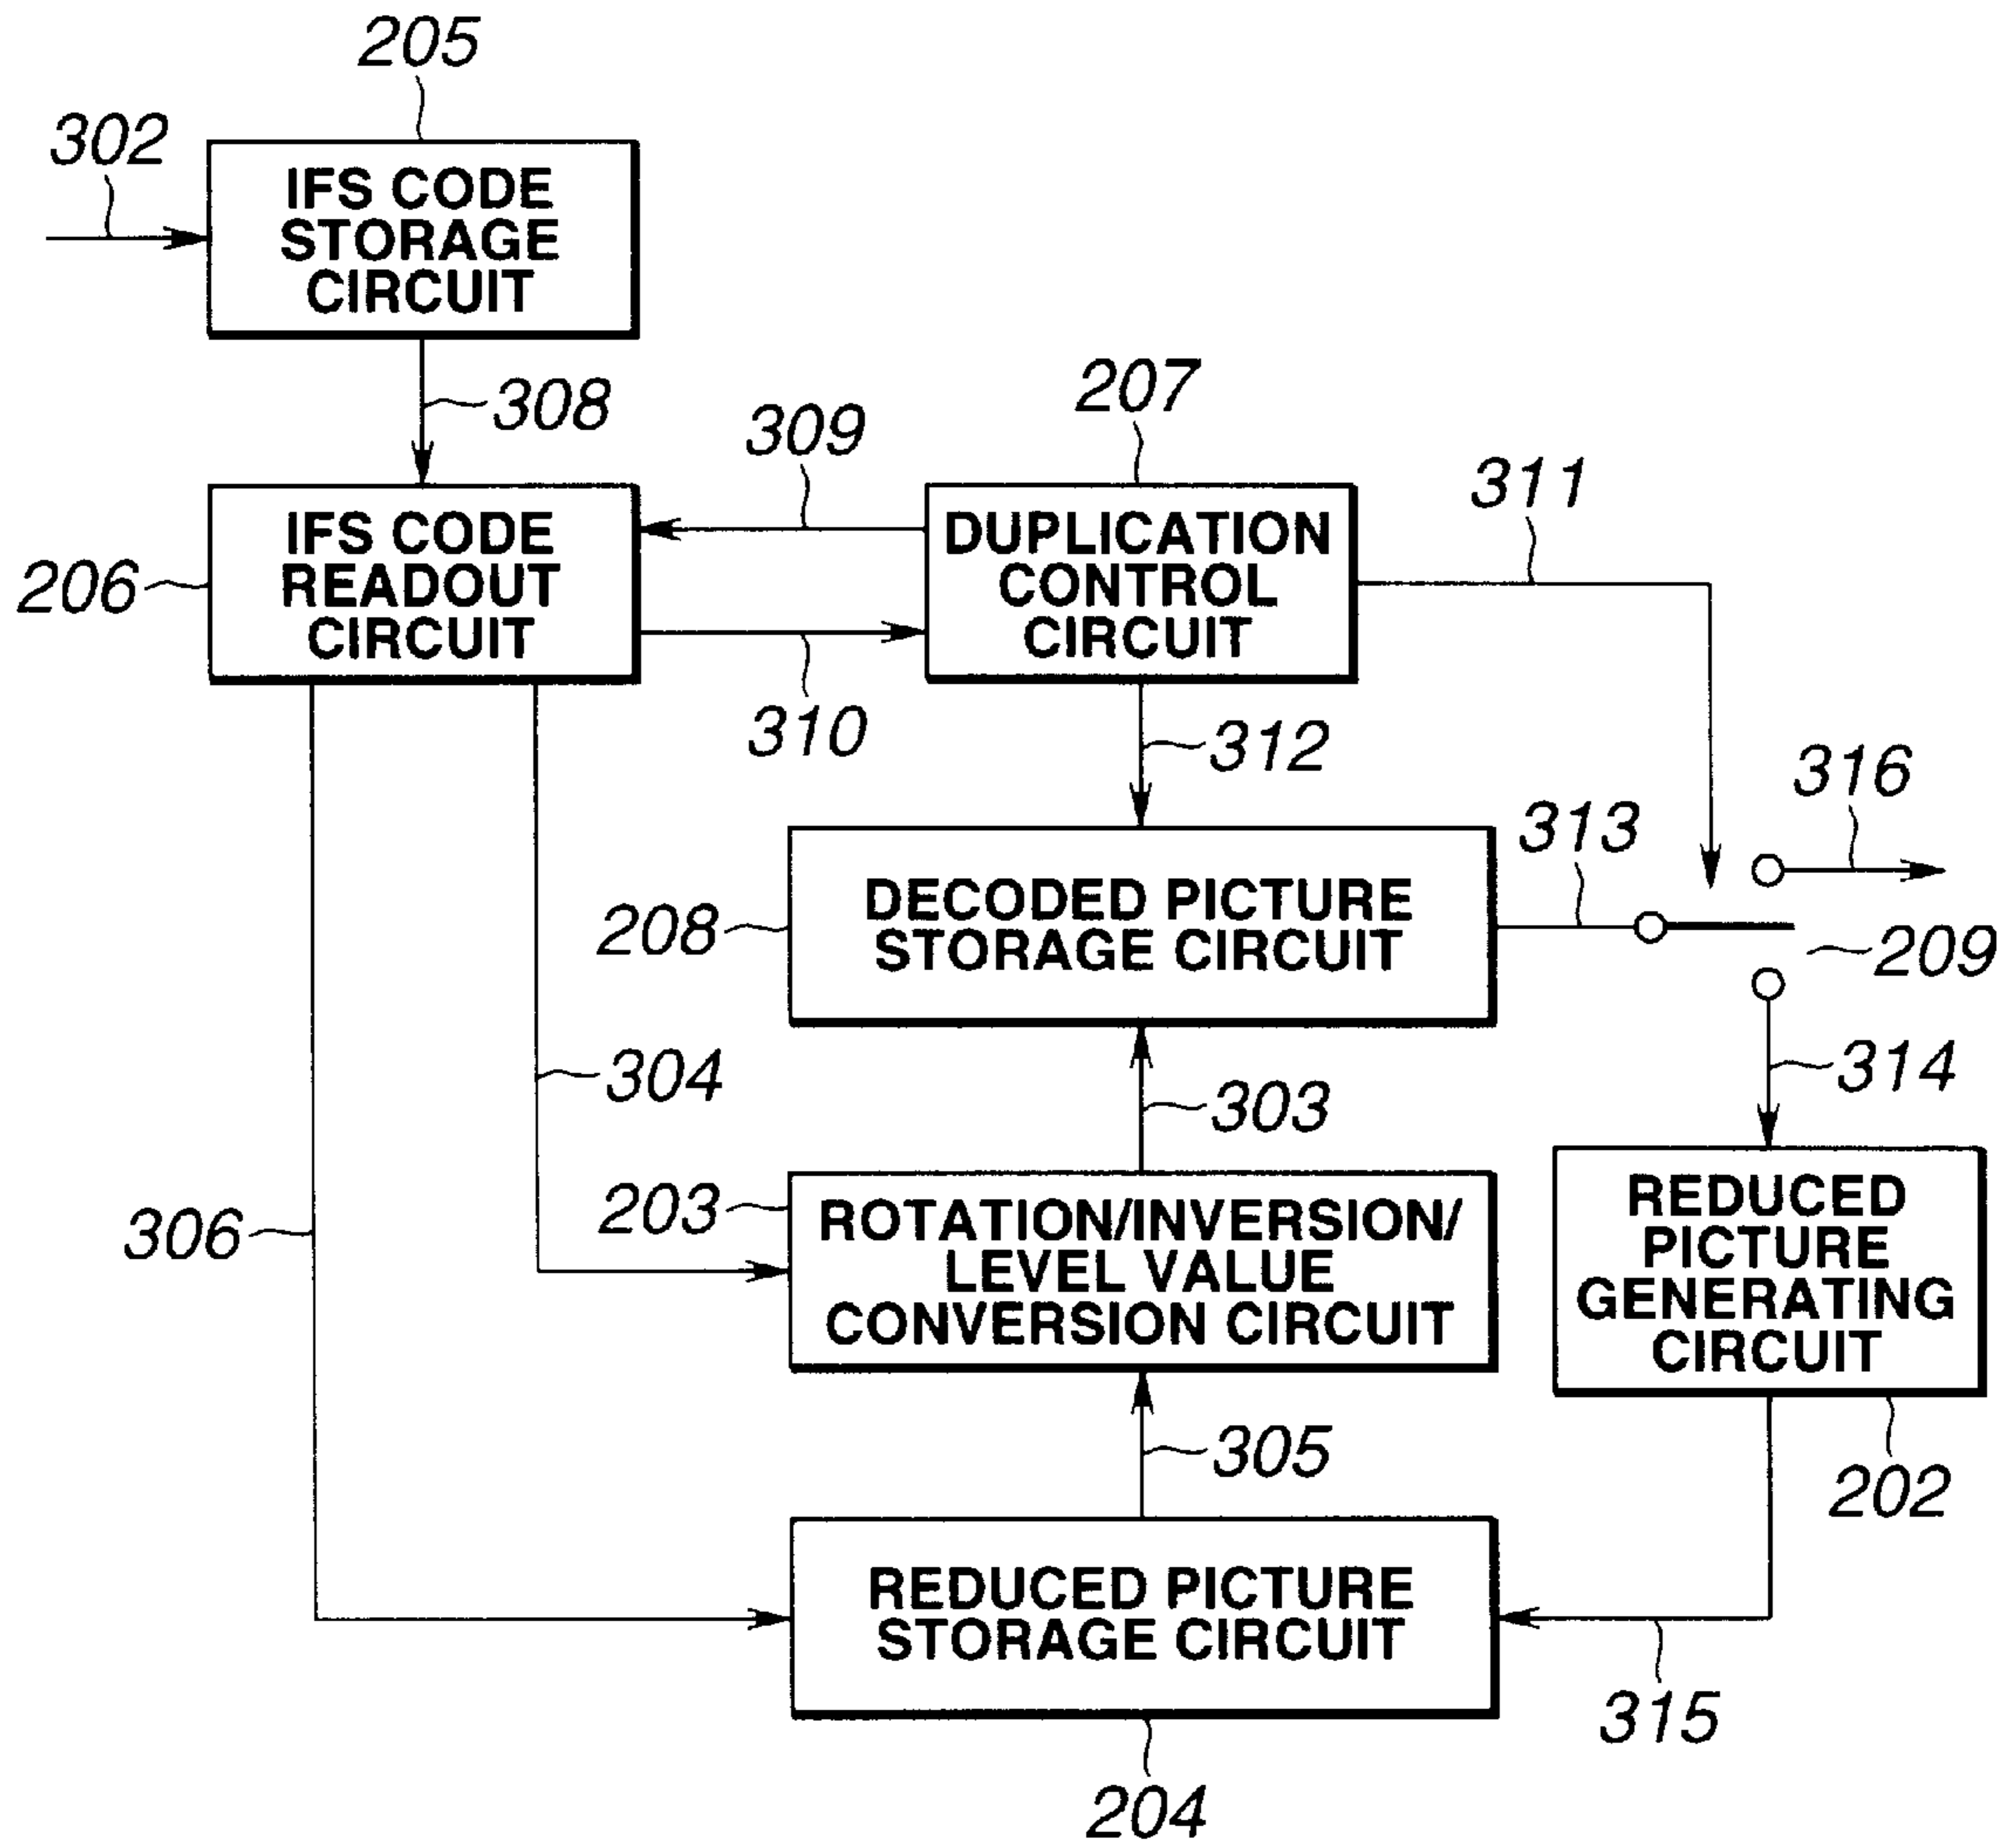 205
302
IFS CODE
STORAGE
CIRCUIT
308
207
309
311
IFS CODE
READOUT
CIRCUIT
206
DUPLICATION
CONTROL
CIRCUIT
310
312
316
313
DECODED PICTURE
STORAGE CIRCUIT
208
209
304
303
314
203
306
ROTATION/INVERSION/
LEVEL VALUE
CONVERSION CIRCUIT
REDUCED
PICTURE
GENERATING
CIRCUIT
305
202
REDUCED PICTURE
STORAGE CIRCUIT
315
204